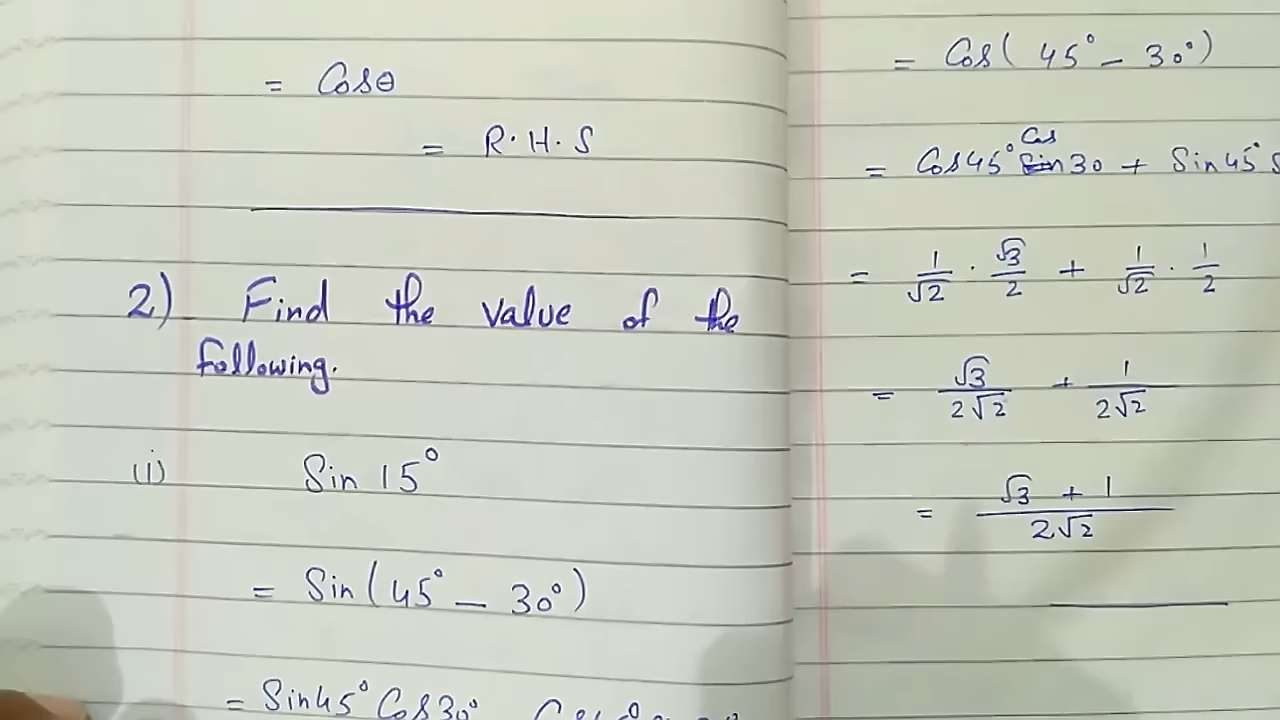 = Cosθ
= R.H.S
2) Find the value of the
following.
(i) Sin 15°
= Sin(45° - 30°)
= Sin45° Cos30°
= Cos(45° - 30°)
= Cos45° Cos 30 + Sin45° S
= 1/√2 · √3/2 + 1/√2 · 1/2
= √3/2√2 + 1/2√2
= √3 + 1/2√2